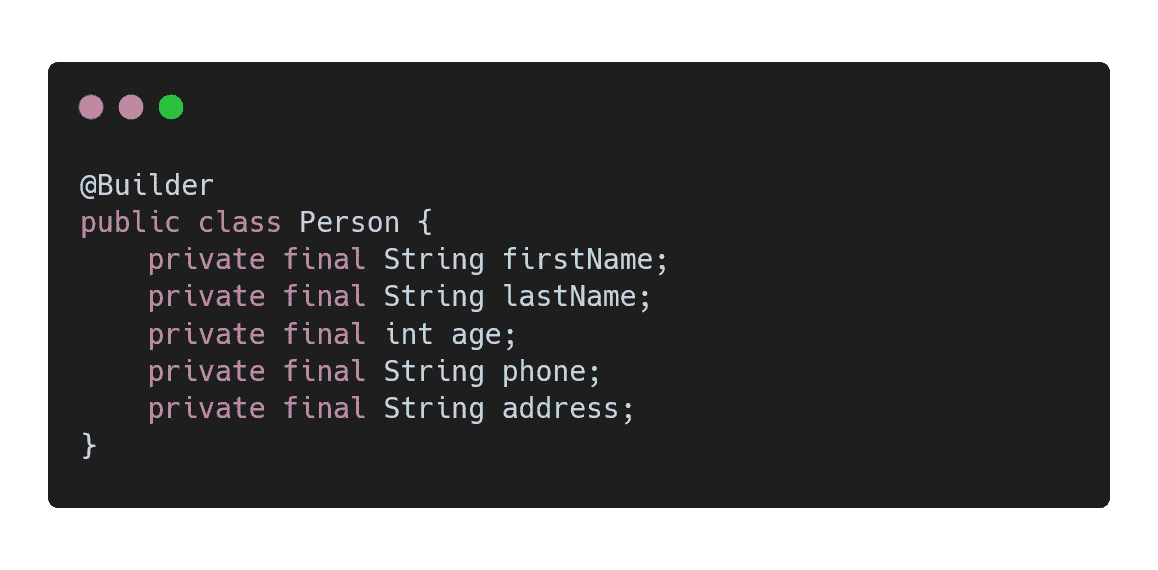 @Builder
public class Person {
    private final String firstName;
    private final String lastName;
    private final int age;
    private final String phone;
    private final String address;
}